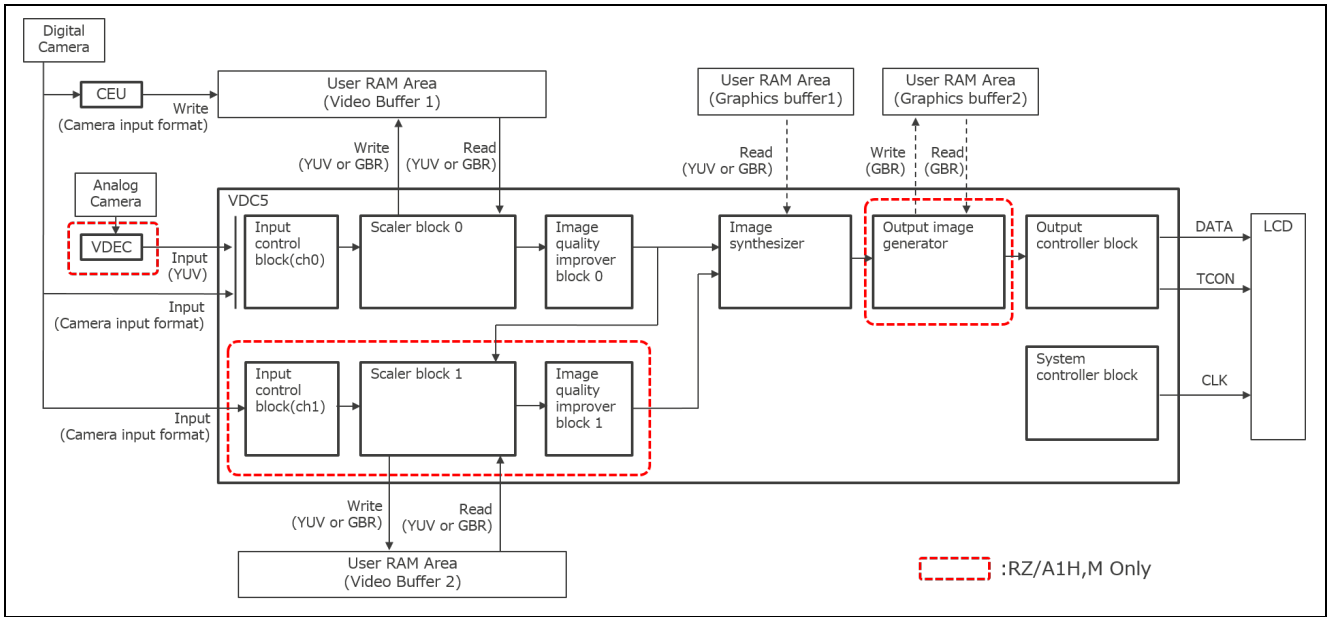 Digital
Camera
CEU
Write
(Camera input format)
User RAM Area
(Video Buffer 1)
User RAM Area
(Graphics buffer1)
User RAM Area
(Graphics buffer2)
Write
(YUV or GBR)
Read
(YUV or GBR)
Read
(YUV or GBR)
Write
(GBR)
Read
(GBR)
Analog
Camera
VDEC
Input
(YUV)
Input
(Camera input format)
VDC5
Input
control
block(ch0)
Scaler block 0
Image
quality
improver
block 0
Image
synthesizer
Output image
generator
Output
controller block
DATA
TCON
LCD
Input
(Camera input format)
Input
control
block(ch1)
Scaler block 1
Image
quality
improver
block 1
System
controller block
CLK
Write
(YUV or GBR)
Read
(YUV or GBR)
User RAM Area
(Video Buffer 2)
:RZ/A1H,M Only